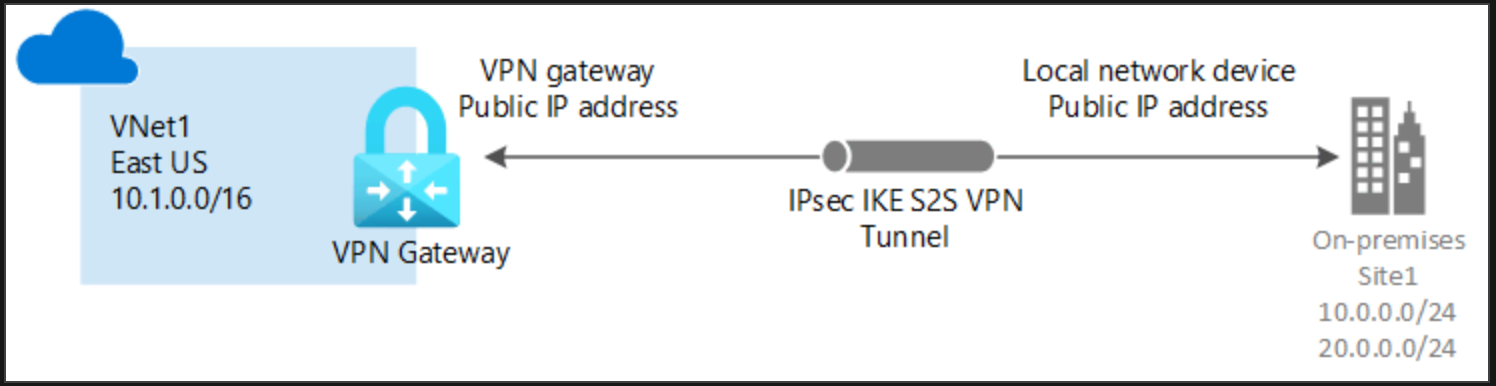 VNet1
East US
10.1.0.0/16
VPN Gateway
VPN gateway
Public IP address
IPsec IKE S2S VPN
Tunnel
Local network device
Public IP address
On-premises
Site1
10.0.0.0/24
20.0.0.0/24